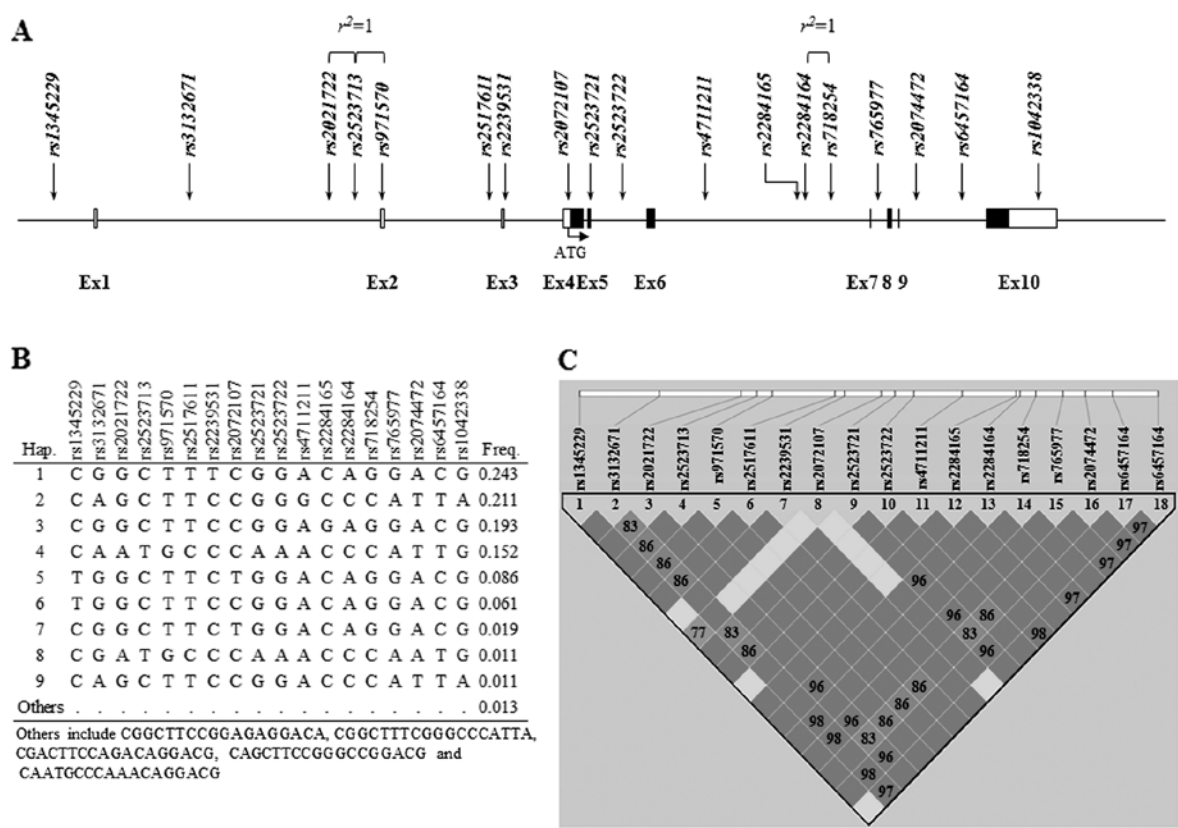 A
r²=1
r²=1
rs1345229
rs3132671
rs2021722
rs2523713
rs971570
rs2517611
rs2239531
rs2072107
rs2523721
rs2523722
rs4711211
rs2284165
rs2284164
rs718254
rs765977
rs2074472
rs6457164
rs1042338
ATG
Ex1 Ex2 Ex3 Ex4 Ex5 Ex6 Ex7 8 9 Ex10
B
Hap. rs1345229 rs3132671 rs2021722 rs2523713 rs971570 rs2517611 rs2239531 rs2072107 rs2523721 rs2523722 rs4711211 rs2284165 rs2284164 rs718254 rs765977 rs2074472 rs6457164 rs1042338 Freq.
1 C G G C T T T C G G A C A G G A C G 0.243
2 C A G C T T C C G G G C C C A T T A 0.211
3 C G G C T T C C G G A G A G G A C G 0.193
4 C A A T G C C C A A A C C C A T T G 0.152
5 T G G C T T C T G G A C A G G A C G 0.086
6 T G G C T T C C G G A C A G G A C G 0.061
7 C G G C T T C T G G A C A G G A C G 0.019
8 C G A T G C C C A A A C C C A A T G 0.011
9 C A G C T T C C G G A C C C A T T A 0.011
Others . . . . . . . . . . . . . . . . . . 0.013
Others include CGGCTTCCGGAGAGGACA, CGGCTTTCGGGCCCATTA,
CGACTTCCAGACAGGACG, CAGCTTCCGGGCCGGACG and
CAATGCCCAAACAGGACG
C
rs1345229
rs3132671
rs2021722
rs2523713
rs971570
rs2517611
rs2239531
rs2072107
rs2523721
rs2523722
rs4711211
rs2284165
rs2284164
rs718254
rs765977
rs2074472
rs6457164
rs6457164
1 2 3 4 5 6 7 8 9 10 11 12 13 14 15 16 17 18
83 97
86 97
86 97
86 96
97
96 86
77 83 83 98
86 96
96 86
86
98 96 86
98 83
96
98
97